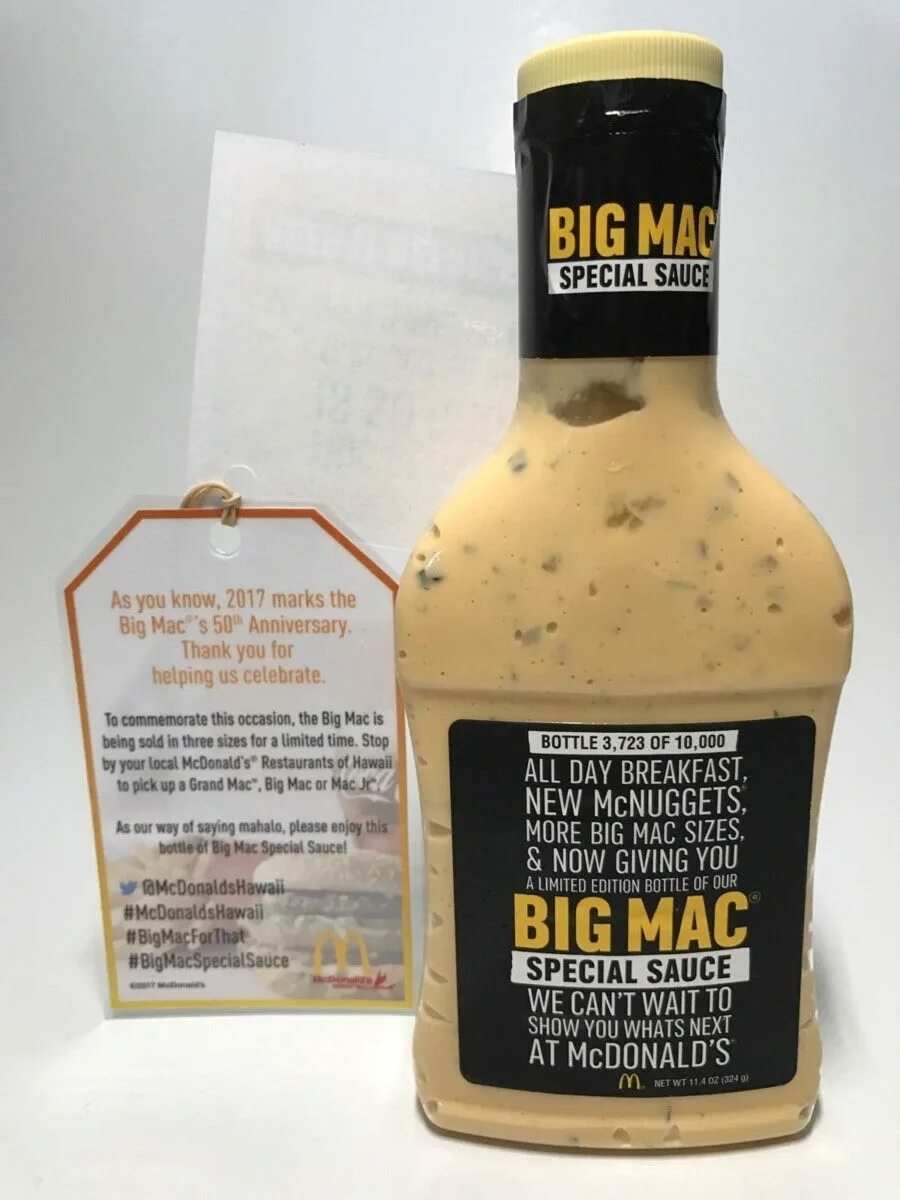 BIG MAC
SPECIAL SAUCE
As you know, 2017 marks the
Big Mac®'s 50th Anniversary.
Thank you for
helping us celebrate.
To commemorate this occasion, the Big Mac is
being sold in three sizes for a limited time. Stop
by your local McDonald's® Restaurants of Hawaii
to pick up a Grand Mac™, Big Mac or Mac Jr™.
As our way of saying mahalo, please enjoy this
bottle of Big Mac Special Sauce!
@McDonaldsHawaii
#McDonaldsHawaii
#BigMacForThat
#BigMacSpecialSauce
©2017 McDonald's
McDonald's
BOTTLE 3,723 OF 10,000
ALL DAY BREAKFAST,
NEW McNUGGETS,
MORE BIG MAC SIZES,
& NOW GIVING YOU
A LIMITED EDITION BOTTLE OF OUR
BIG MAC®
SPECIAL SAUCE
WE CAN'T WAIT TO
SHOW YOU WHATS NEXT
AT McDONALD'S
NET WT 11.4 OZ (324 g)